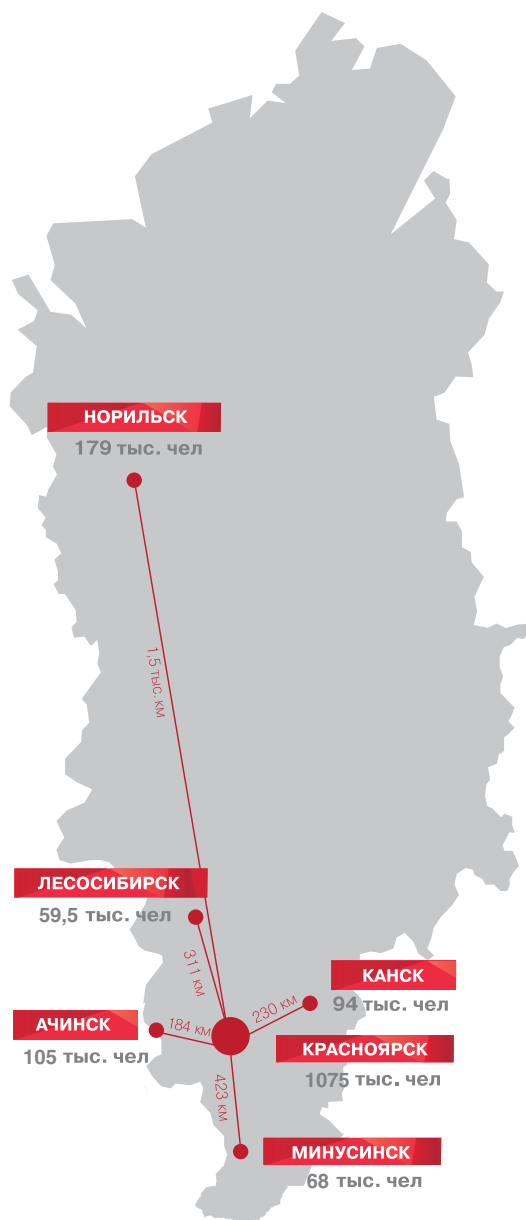 НОРИЛЬСК
179 тыс. чел
1,5 тыс. км
ЛЕСОСИБИРСК
59,5 тыс. чел
311 км
КАНСК
94 тыс. чел
230 км
АЧИНСК
105 тыс. чел
184 км
КРАСНОЯРСК
1075 тыс. чел
423 км
МИНУСИНСК
68 тыс. чел